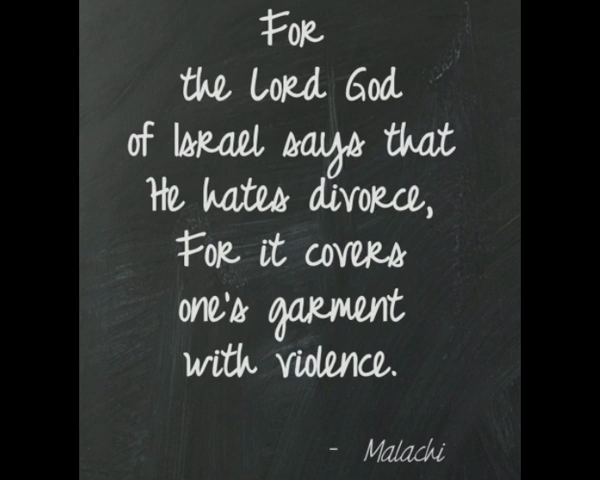 For
the Lord God
of Israel says that
He hates divorce,
For it covers
one's garment
with violence.
- Malachi